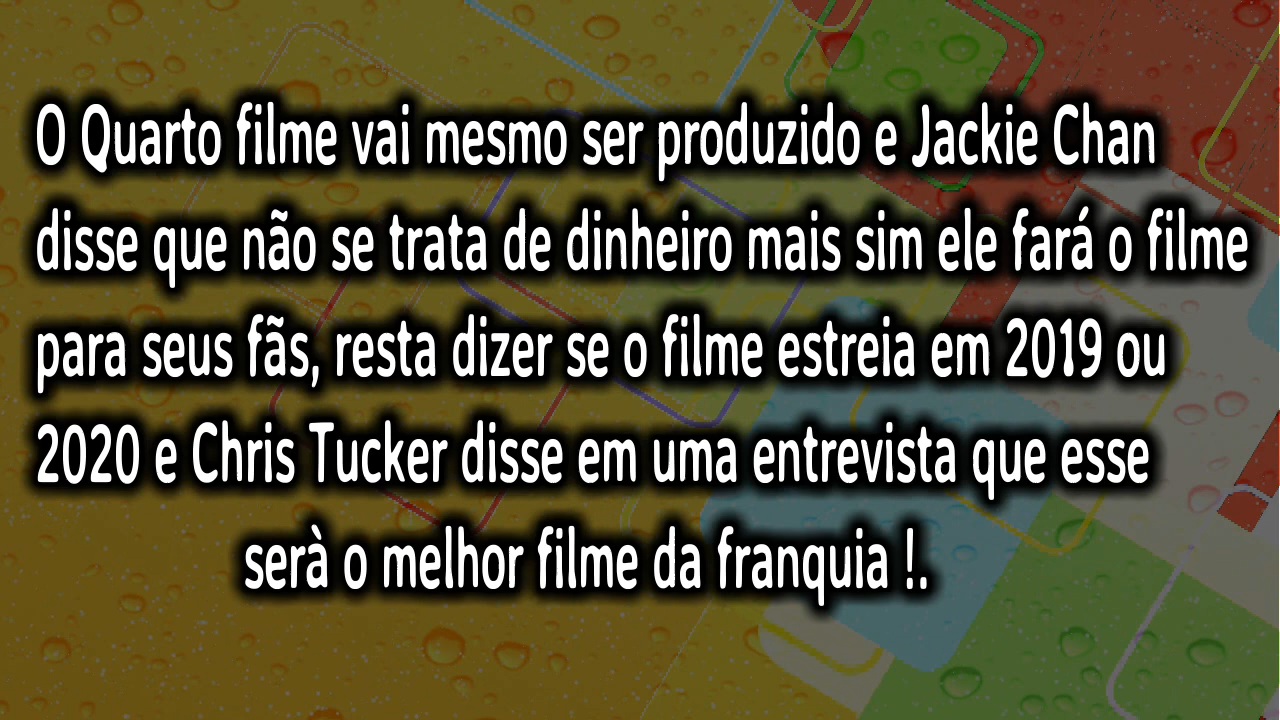 O Quarto filme vai mesmo ser produzido e Jackie Chan
disse que não se trata de dinheiro mais sim ele fará o filme
para seus fãs, resta dizer se o filme estreia em 2019 ou
2020 e Chris Tucker disse em uma entrevista que esse
serà o melhor filme da franquia !.